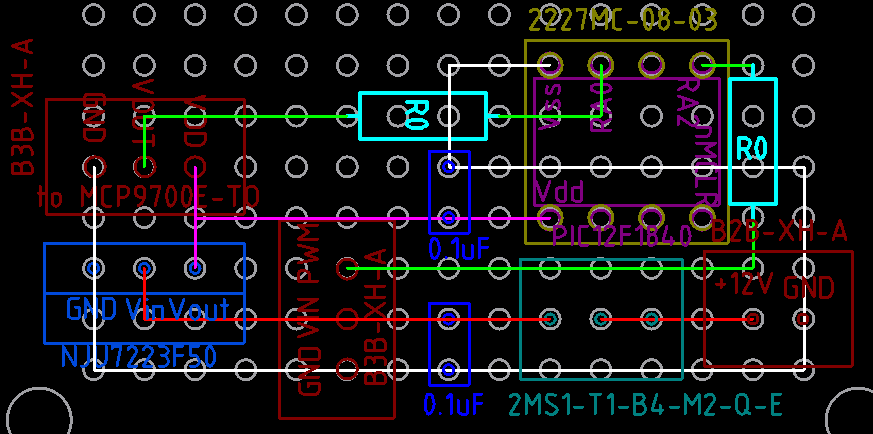 2227MC-08-03
B3B-XH-A
GND
VOUT
VDD
R0
Vss
RA0
RA2
nMCLR
R0
to MCP9700E-TO
Vdd
PIC12F1840
B2B-XH-A
0.1uF
GND Vin Vout
NJU7223F50
GND VIN PWM
B3B-XH-A
+12V GND
0.1uF
2MS1-T1-B4-M2-Q-E